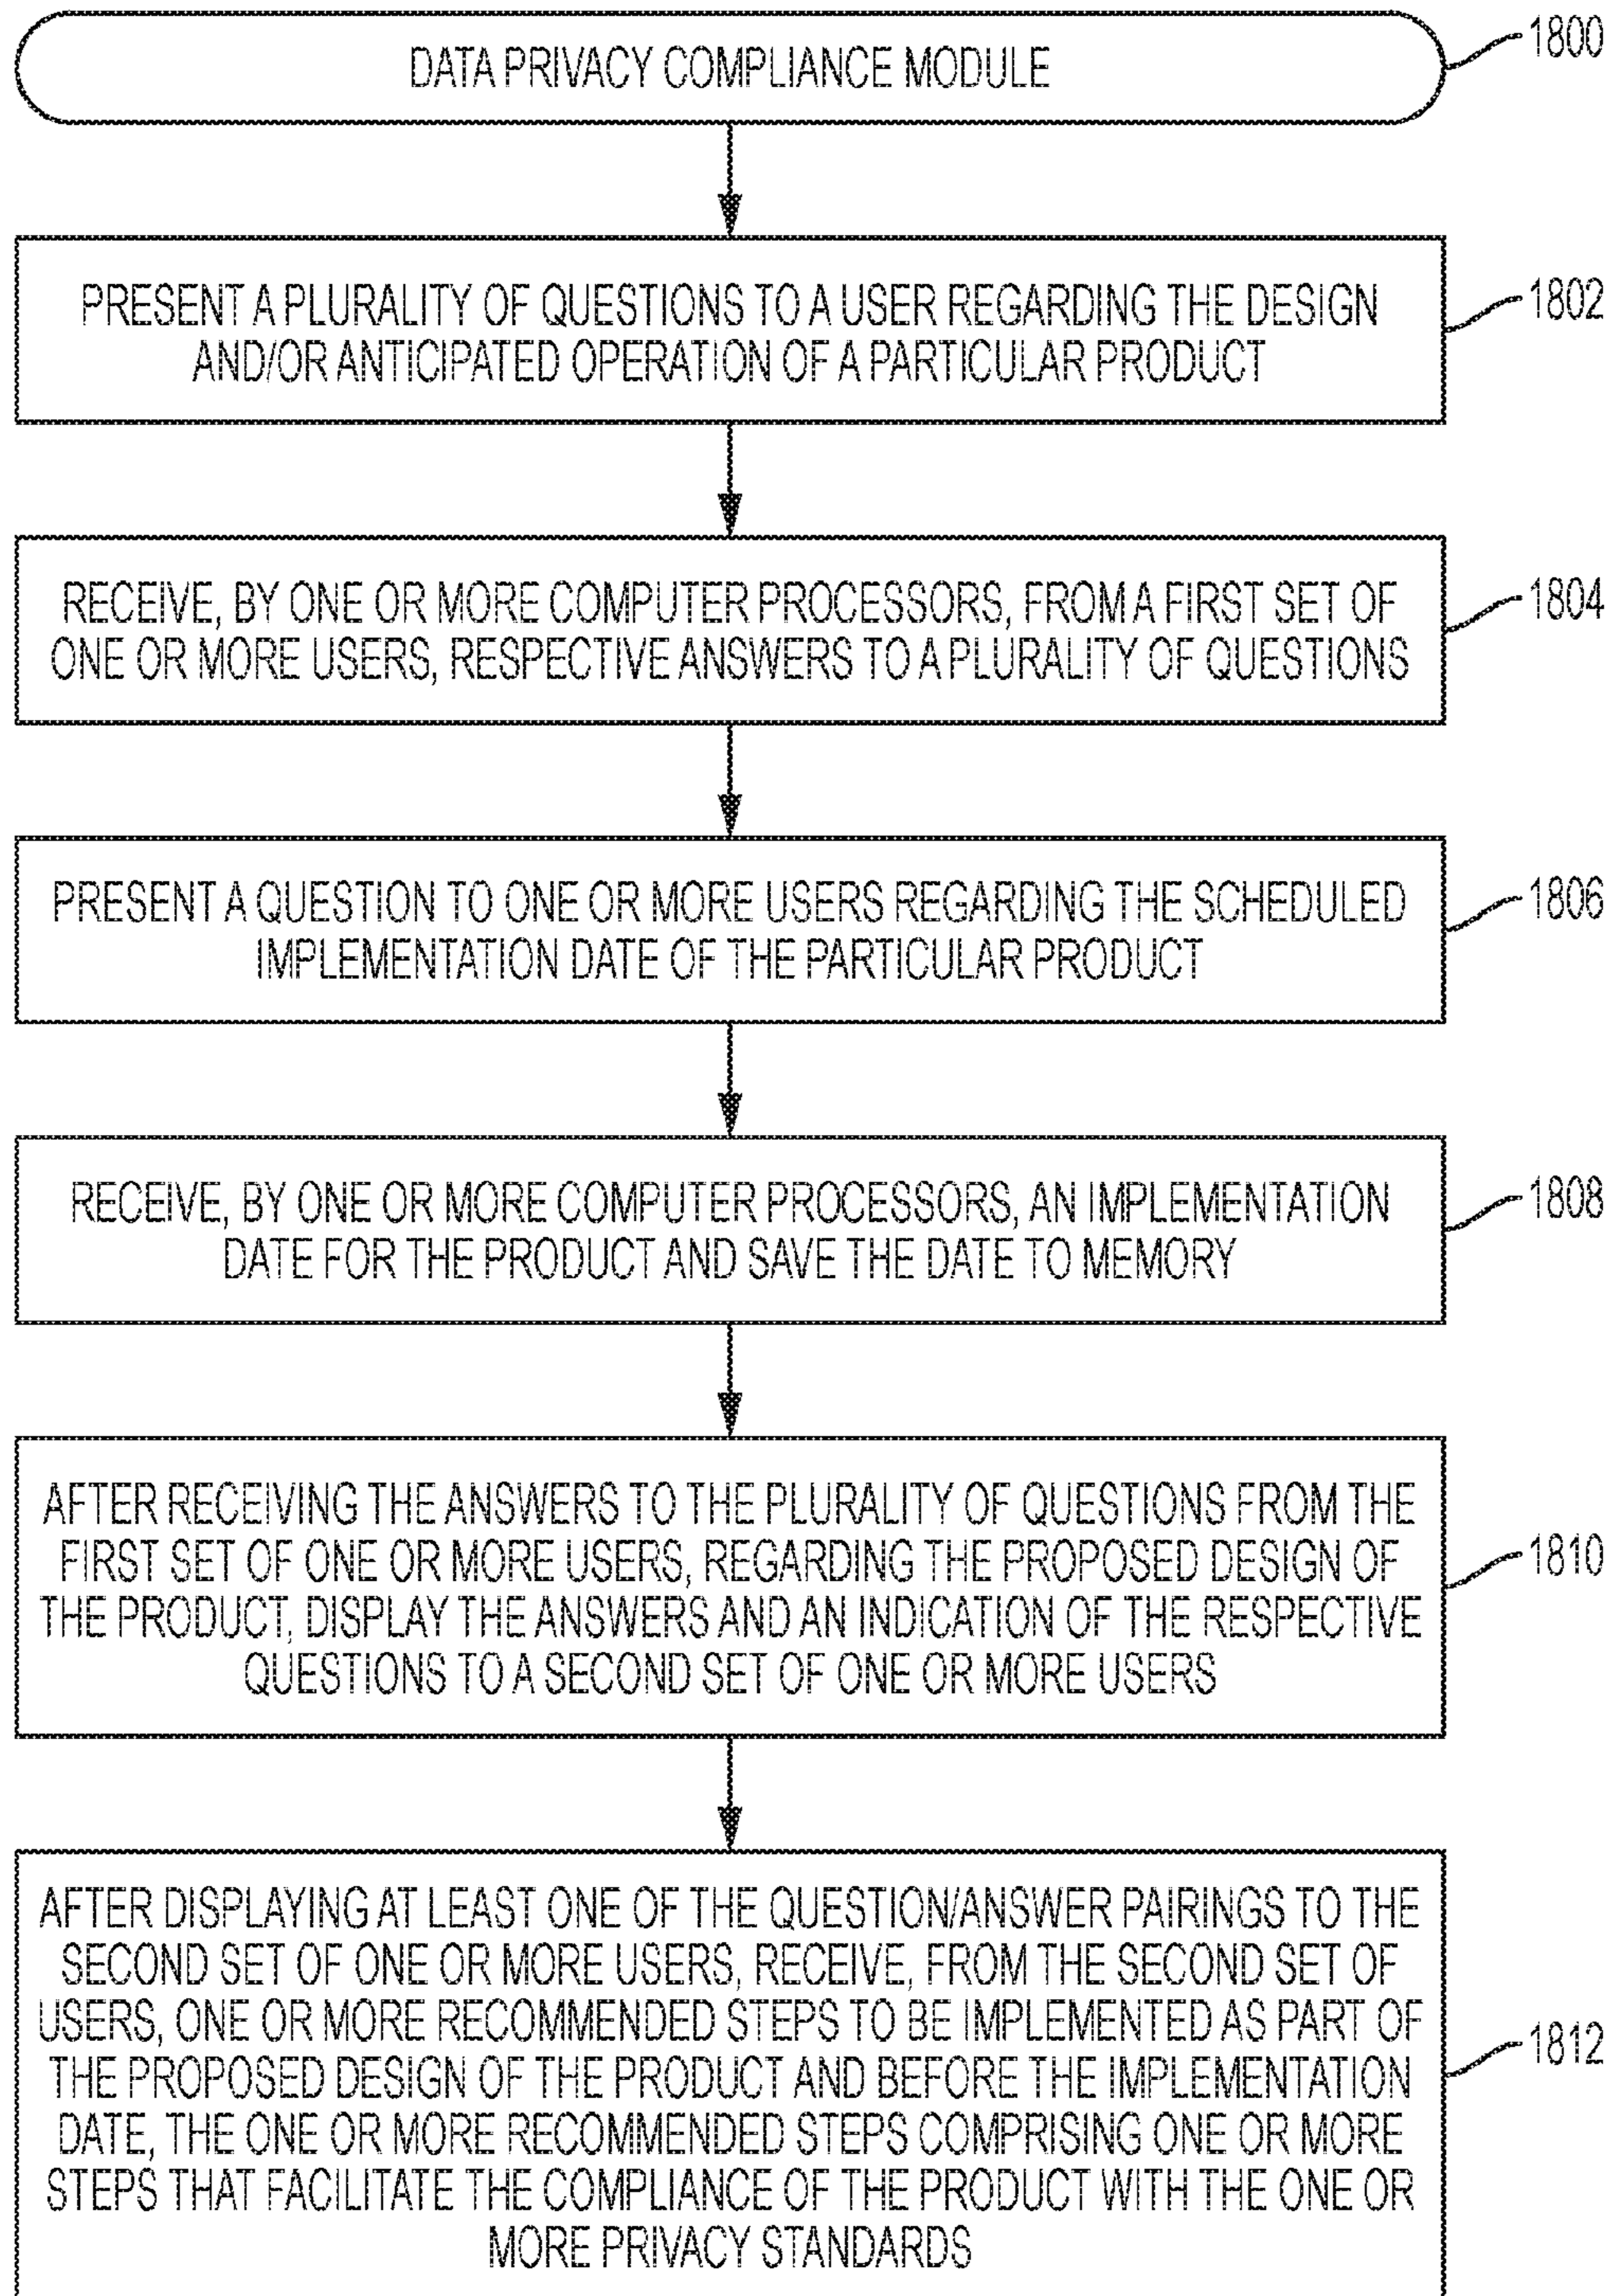 DATA PRIVACY COMPLIANCE MODULE
1800
PRESENT A PLURALITY OF QUESTIONS TO A USER REGARDING THE DESIGN
AND/OR ANTICIPATED OPERATION OF A PARTICULAR PRODUCT
1802
RECEIVE, BY ONE OR MORE COMPUTER PROCESSORS, FROM A FIRST SET OF
ONE OR MORE USERS, RESPECTIVE ANSWERS TO A PLURALITY OF QUESTIONS
1804
PRESENT A QUESTION TO ONE OR MORE USERS REGARDING THE SCHEDULED
IMPLEMENTATION DATE OF THE PARTICULAR PRODUCT
1806
RECEIVE, BY ONE OR MORE COMPUTER PROCESSORS, AN IMPLEMENTATION
DATE FOR THE PRODUCT AND SAVE THE DATE TO MEMORY
1808
AFTER RECEIVING THE ANSWERS TO THE PLURALITY OF QUESTIONS FROM THE
FIRST SET OF ONE OR MORE USERS, REGARDING THE PROPOSED DESIGN OF
THE PRODUCT, DISPLAY THE ANSWERS AND AN INDICATION OF THE RESPECTIVE
QUESTIONS TO A SECOND SET OF ONE OR MORE USERS
1810
AFTER DISPLAYING AT LEAST ONE OF THE QUESTION/ANSWER PAIRINGS TO THE
SECOND SET OF ONE OR MORE USERS, RECEIVE, FROM THE SECOND SET OF
USERS, ONE OR MORE RECOMMENDED STEPS TO BE IMPLEMENTED AS PART OF
THE PROPOSED DESIGN OF THE PRODUCT AND BEFORE THE IMPLEMENTATION
DATE, THE ONE OR MORE RECOMMENDED STEPS COMPRISING ONE OR MORE
STEPS THAT FACILITATE THE COMPLIANCE OF THE PRODUCT WITH THE ONE OR
MORE PRIVACY STANDARDS
1812